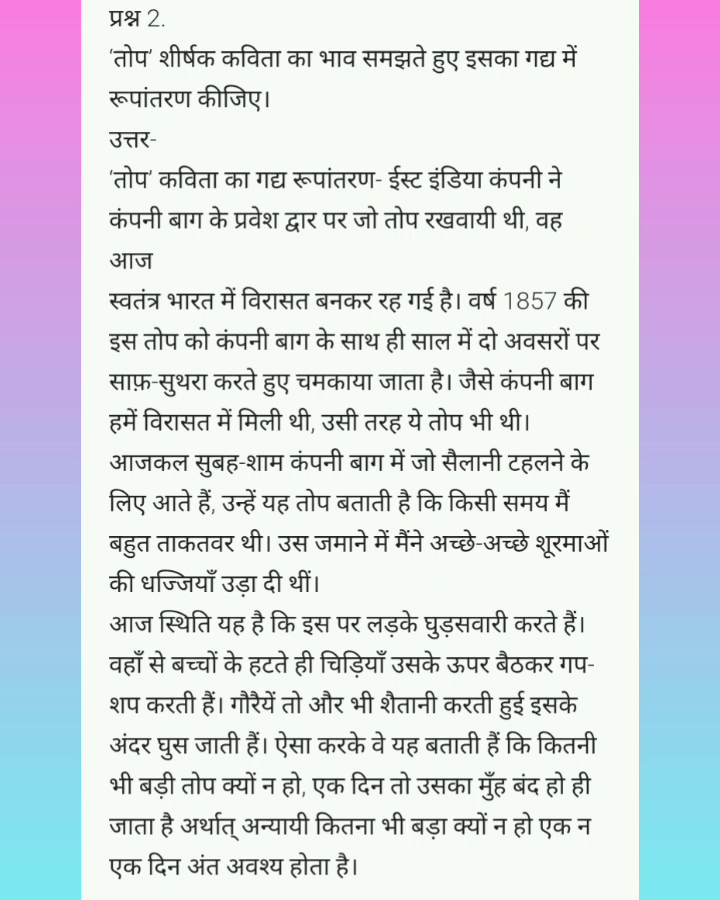 प्रश्न 2.
‘तोप’ शीर्षक कविता का भाव समझते हुए इसका गद्य में
रूपांतरण कीजिए।
उत्तर-
‘तोप’ कविता का गद्य रूपांतरण- ईस्ट इंडिया कंपनी ने
कंपनी बाग के प्रवेश द्वार पर जो तोप रखवायी थी, वह
आज
स्वतंत्र भारत में विरासत बनकर रह गई है। वर्ष 1857 की
इस तोप को कंपनी बाग के साथ ही साल में दो अवसरों पर
साफ़-सुथरा करते हुए चमकाया जाता है। जैसे कंपनी बाग
हमें विरासत में मिली थी, उसी तरह ये तोप भी थी।
आजकल सुबह-शाम कंपनी बाग में जो सैलानी टहलने के
लिए आते हैं, उन्हें यह तोप बताती है कि किसी समय मैं
बहुत ताकतवर थी। उस जमाने में मैंने अच्छे-अच्छे शूरमाओं
की धज्जियाँ उड़ा दी थीं।
आज स्थिति यह है कि इस पर लड़के घुड़सवारी करते हैं।
वहाँ से बच्चों के हटते ही चिड़ियाँ उसके ऊपर बैठकर गप-
शप करती हैं। गौरैयें तो और भी शैतानी करती हुई इसके
अंदर घुस जाती हैं। ऐसा करके वे यह बताती हैं कि कितनी
भी बड़ी तोप क्यों न हो, एक दिन तो उसका मुँह बंद हो ही
जाता है अर्थात् अन्यायी कितना भी बड़ा क्यों न हो एक न
एक दिन अंत अवश्य होता है।